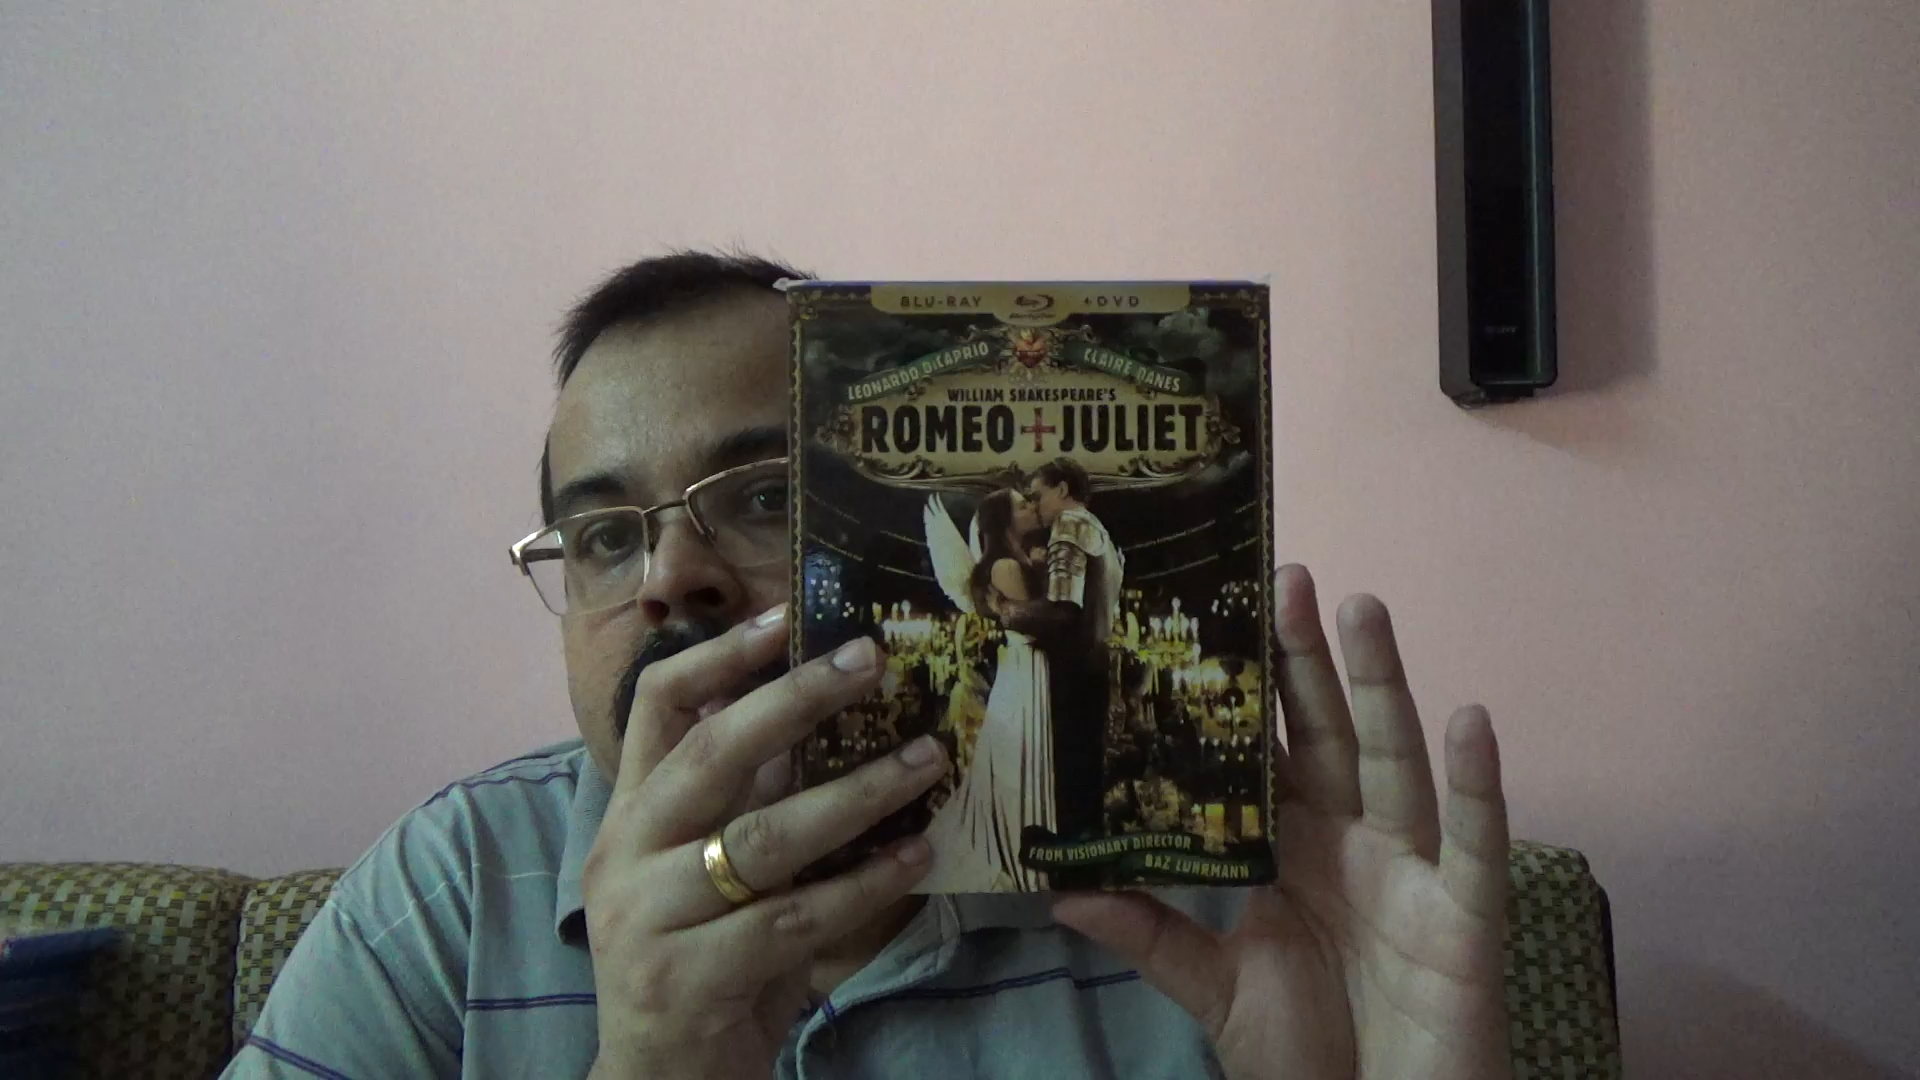 BLU-RAY + DVD
LEONARDO DiCAPRIO CLAIRE DANES
WILLIAM SHAKESPEARE'S
ROMEO + JULIET
FROM VISIONARY DIRECTOR
BAZ LUHRMANN